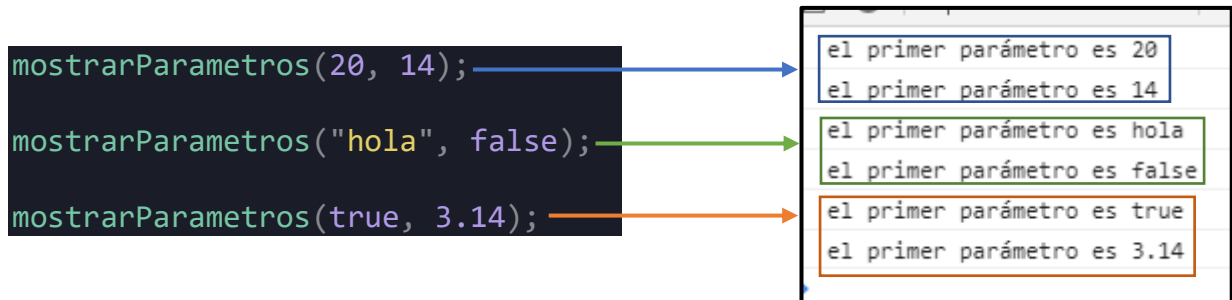 mostrarParametros(20, 14);
mostrarParametros("hola", false);
mostrarParametros(true, 3.14);
el primer parámetro es 20
el primer parámetro es 14
el primer parámetro es hola
el primer parámetro es false
el primer parámetro es true
el primer parámetro es 3.14